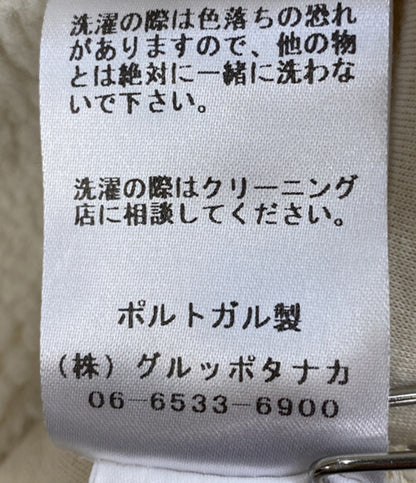 洗濯の際は色落ちの恐れ
がありますので、他の物
とは絶対に一緒に洗わな
いで下さい。
洗濯の際はクリーニング
店に相談してください。
ポルトガル製
(株)グルッポタナカ
06-6533-6900